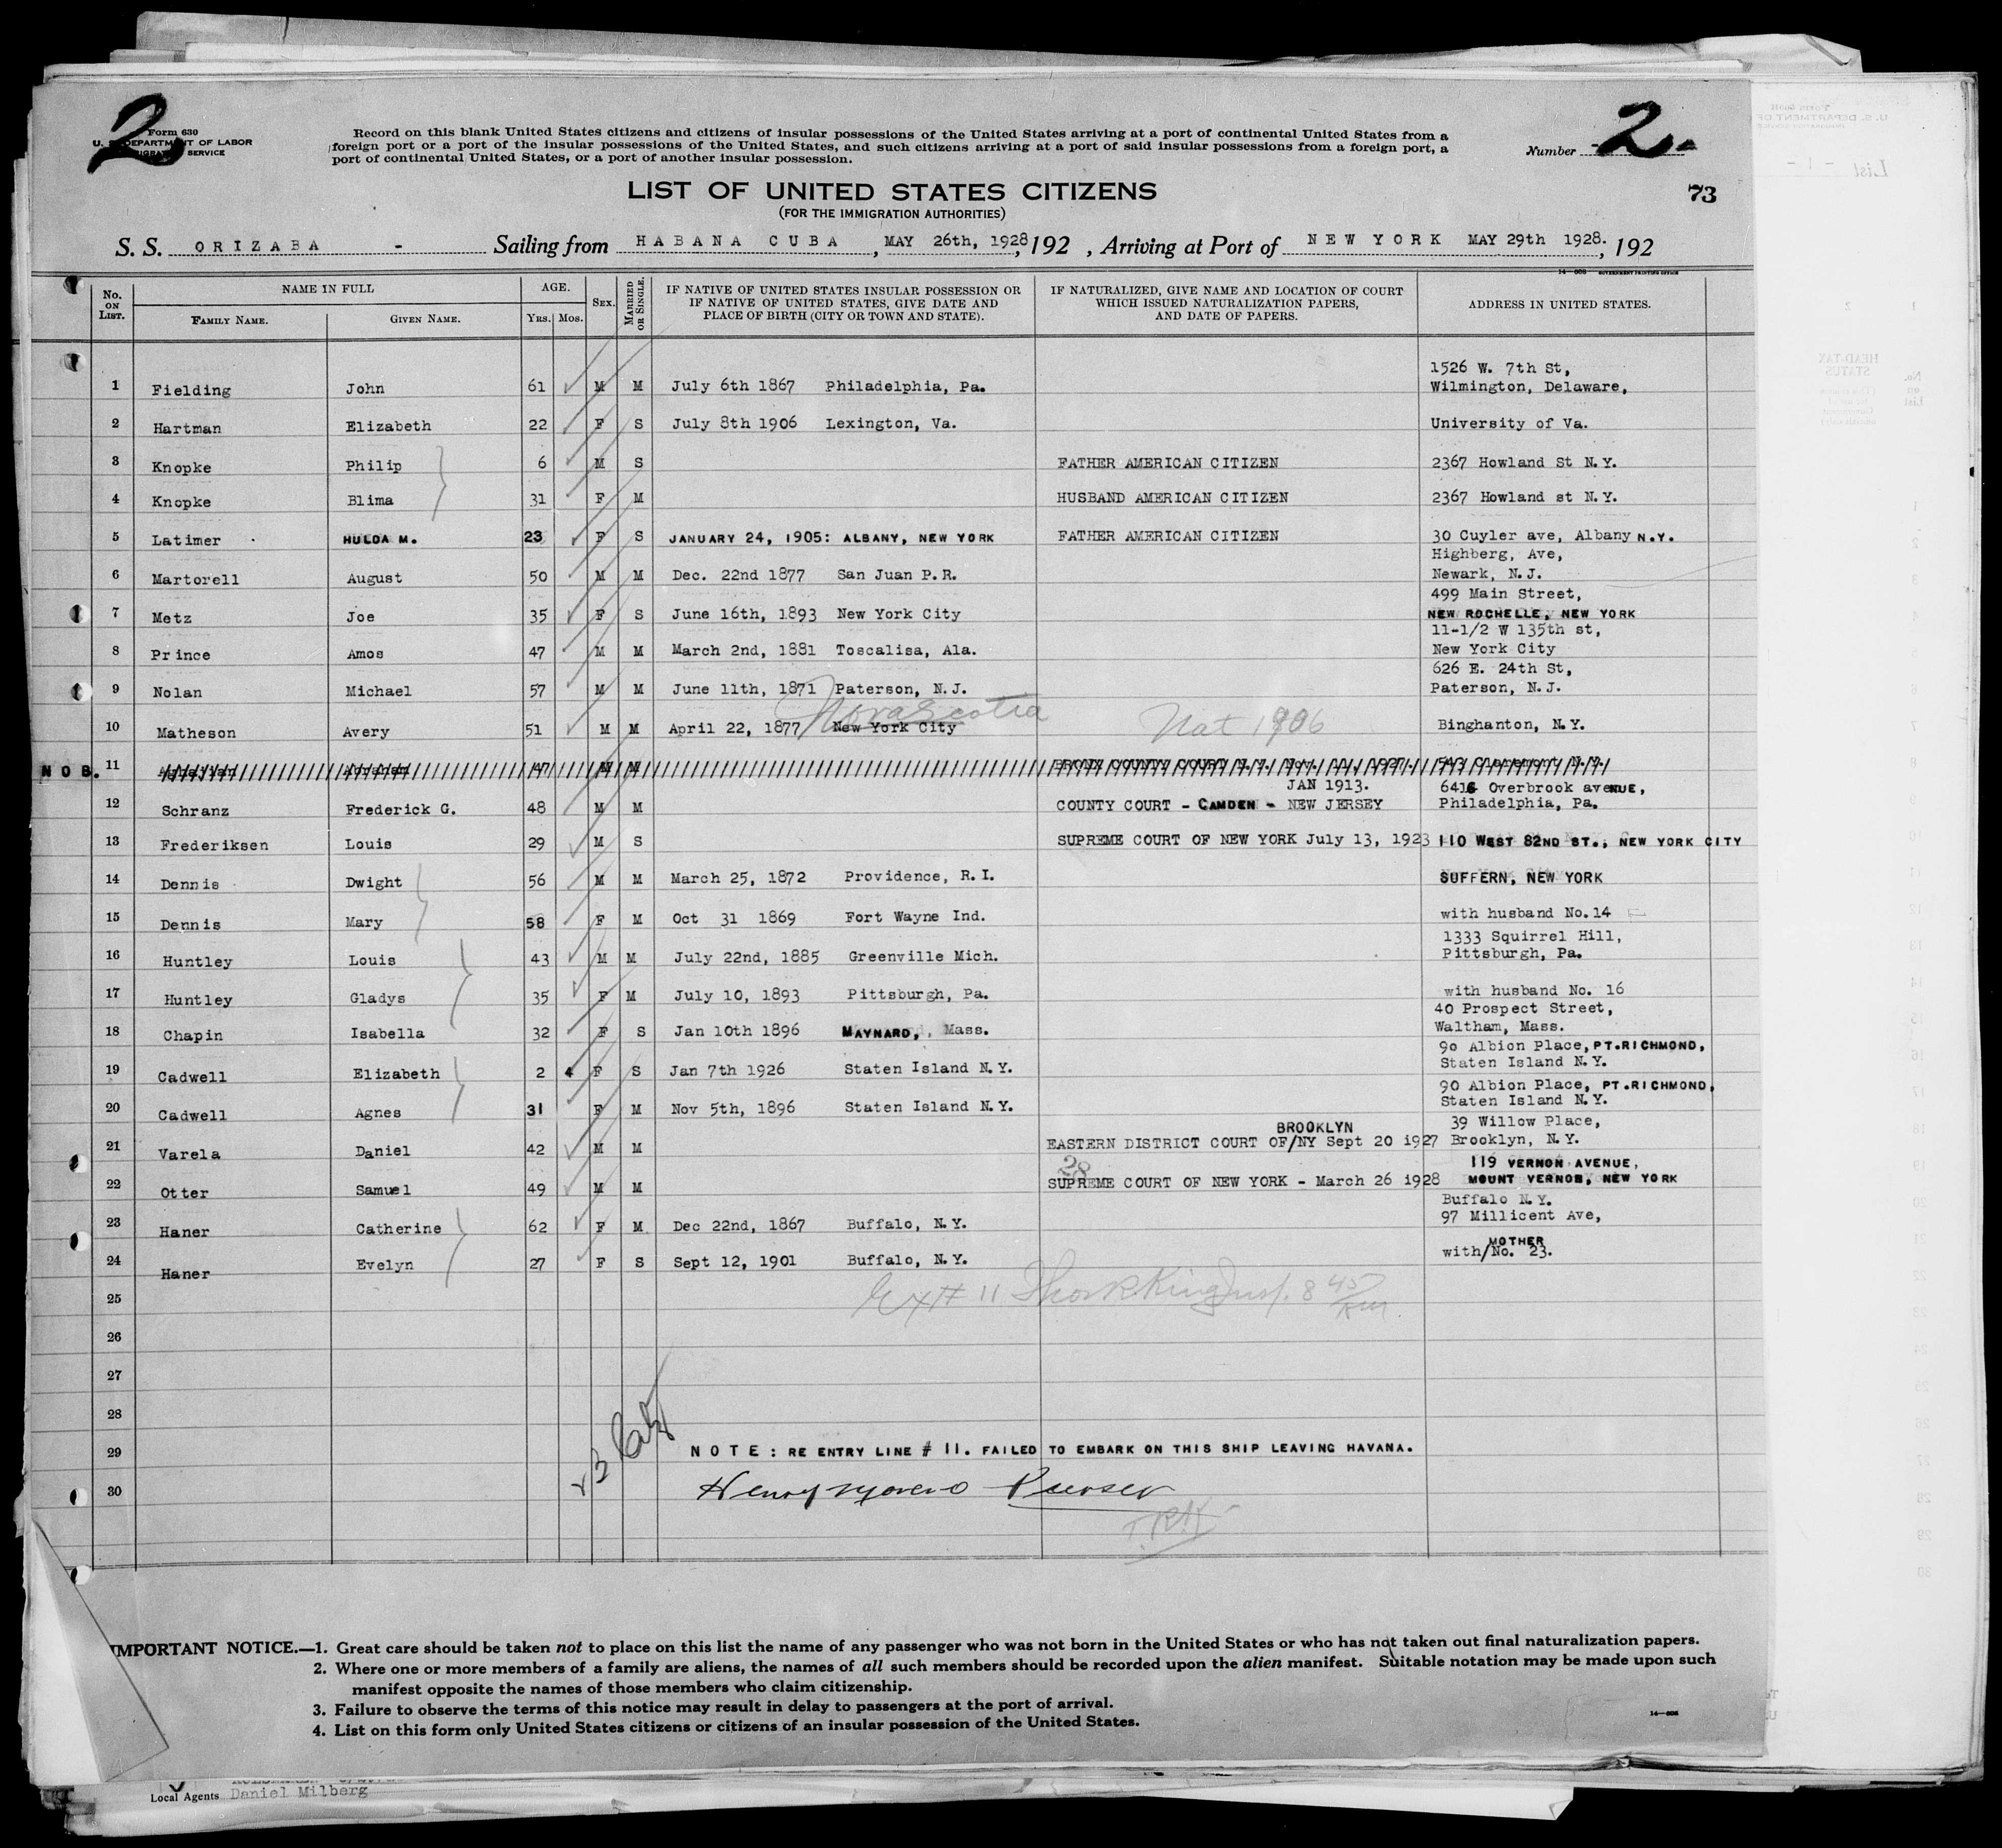 2
2.
Form 630
U. S. DEPARTMENT OF LABOR
IMMIGRATION SERVICE
Record on this blank United States citizens and citizens of insular possessions of the United States arriving at a port of continental United States from a
foreign port or a port of the insular possessions of the United States, and such citizens arriving at a port of said insular possessions from a foreign port, a
port of continental United States, or a port of another insular possession.
Number
LIST OF UNITED STATES CITIZENS
(FOR THE IMMIGRATION AUTHORITIES)
73
S. S. ORIZABA - Sailing from HABANA CUBA, MAY 26th, 1928, 192 , Arriving at Port of NEW YORK MAY 29th 1928., 192
14—808 GOVERNMENT PRINTING OFFICE
No. ON LIST. NAME IN FULL FAMILY NAME. GIVEN NAME. AGE. YRS. MOS. SEX. MARRIED OR SINGLE. IF NATIVE OF UNITED STATES INSULAR POSSESSION OR IF NATIVE OF UNITED STATES, GIVE DATE AND PLACE OF BIRTH (CITY OR TOWN AND STATE). IF NATURALIZED, GIVE NAME AND LOCATION OF COURT WHICH ISSUED NATURALIZATION PAPERS, AND DATE OF PAPERS. ADDRESS IN UNITED STATES.
1 Fielding John 61 M M July 6th 1867 Philadelphia, Pa. 1526 W. 7th St, Wilmington, Delaware,
2 Hartman Elizabeth 22 F S July 8th 1906 Lexington, Va. University of Va.
3 Knopke Philip 6 M S FATHER AMERICAN CITIZEN 2367 Howland St N.Y.
4 Knopke Blima 31 F M HUSBAND AMERICAN CITIZEN 2367 Howland st N.Y.
5 Latimer HULDA M. 23 F S JANUARY 24, 1905: ALBANY, NEW YORK FATHER AMERICAN CITIZEN 30 Cuyler ave, Albany N.Y.
6 Martorell August 50 M M Dec. 22nd 1877 San Juan P.R. Highberg, Ave, Newark, N.J.
7 Metz Joe 35 F S June 16th, 1893 New York City 499 Main Street, NEW ROCHELLE, NEW YORK
8 Prince Amos 47 M M March 2nd, 1881 Toscalisa, Ala. 11-1/2 W 135th st, New York City
9 Nolan Michael 57 M M June 11th, 1871 Paterson, N.J. 626 E. 24th St, Paterson, N.J.
10 Matheson Avery 51 M M April 22, 1877 New York City Nova Scotia Nat 1906 Binghanton, N.Y.
NOB. 11 47 M M BRONX COUNTY COURT N.Y. Nov. 1927. 543 Claremont N.Y.
12 Schranz Frederick G. 48 M M JAN 1913. COUNTY COURT - CAMDEN - NEW JERSEY 6416 Overbrook aveNUE, Philadelphia, Pa.
13 Frederiksen Louis 29 M S SUPREME COURT OF NEW YORK July 13, 1923 110 WEST 82ND ST., NEW YORK CITY
14 Dennis Dwight 56 M M March 25, 1872 Providence, R.I. SUFFERN, NEW YORK
15 Dennis Mary 58 F M Oct 31 1869 Fort Wayne Ind. with husband No.14
16 Huntley Louis 43 M M July 22nd, 1885 Greenville Mich. 1333 Squirrel Hill, Pittsburgh, Pa.
17 Huntley Gladys 35 F M July 10, 1893 Pittsburgh, Pa. with husband No. 16
18 Chapin Isabella 32 F S Jan 10th 1896 MAYNARD,, Mass. 40 Prospect Street, Waltham, Mass.
19 Cadwell Elizabeth 2 4 F S Jan 7th 1926 Staten Island N.Y. 90 Albion Place, PT.RICHMOND, Staten Island N.Y.
20 Cadwell Agnes 31 F M Nov 5th, 1896 Staten Island N.Y. 90 Albion Place, PT.RICHMOND, Staten Island N.Y.
21 Varela Daniel 42 M M BROOKLYN EASTERN DISTRICT COURT OF/NY Sept 20 1927 39 Willow Place, Brooklyn, N.Y.
22 Otter Samuel 49 M M 28 SUPREME COURT OF NEW YORK - March 26 1928 119 VERNON AVENUE, MOUNT VERNON, NEW YORK
23 Haner Catherine 62 F M Dec 22nd, 1867 Buffalo, N.Y. Buffalo N.Y. 97 Millicent Ave,
24 Haner Evelyn 27 F S Sept 12, 1901 Buffalo, N.Y. MOTHER with/No. 23.
25 Ex # 11 Insp. 8 45
26
27
28
29 NOTE: RE ENTRY LINE # 11. FAILED TO EMBARK ON THIS SHIP LEAVING HAVANA.
30 Henry Moreno Purser
IMPORTANT NOTICE.—1. Great care should be taken not to place on this list the name of any passenger who was not born in the United States or who has not taken out final naturalization papers.
2. Where one or more members of a family are aliens, the names of all such members should be recorded upon the alien manifest. Suitable notation may be made upon such
manifest opposite the names of those members who claim citizenship.
3. Failure to observe the terms of this notice may result in delay to passengers at the port of arrival.
4. List on this form only United States citizens or citizens of an insular possession of the United States.
Local Agents Daniel Milberg